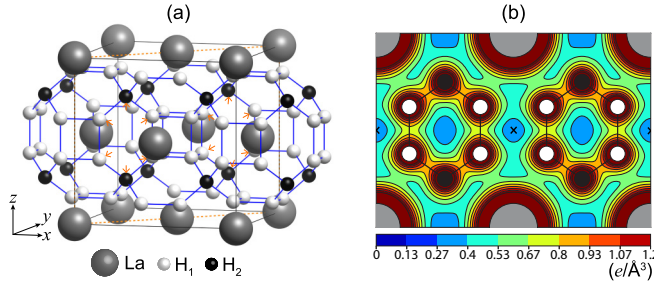 (a)
(b)
z
y
x
La
H₁
H₂
× ×
0 0.13 0.27 0.4 0.53 0.67 0.8 0.93 1.07 1.2
(e/Å³)